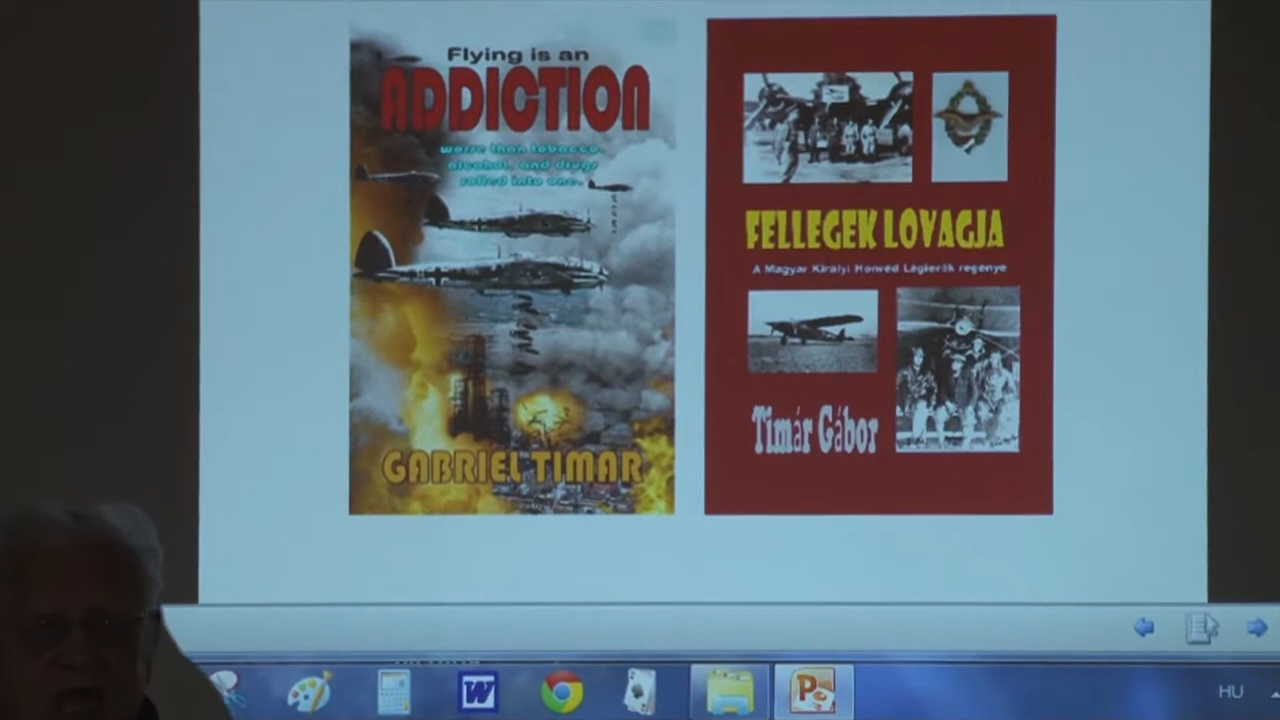 Flying is an
ADDICTION
worse than tobacco,
alcohol, and drugs
rolled into one.
GABRIEL TIMAR
FELLEGEK LOVAGJA
A Magyar Királyi Honvéd Légierők regénye
Timár Gábor
HU